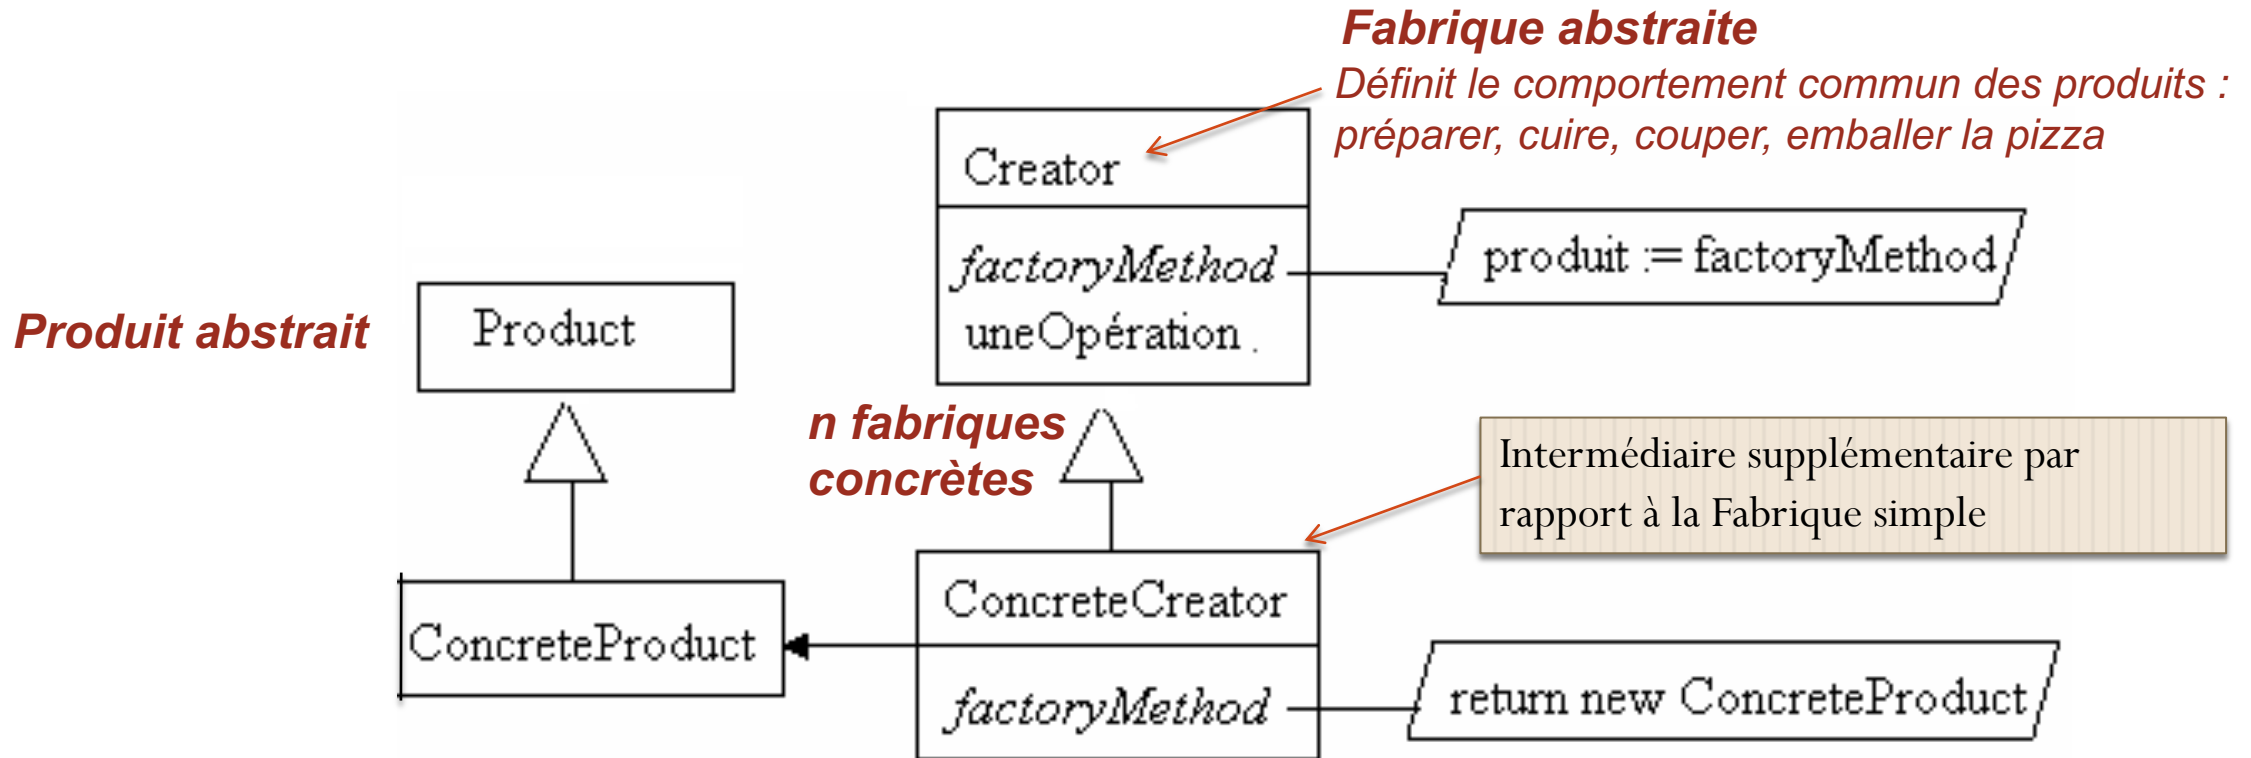 Fabrique abstraite
Définit le comportement commun des produits :
préparer, cuire, couper, emballer la pizza
Creator
factoryMethod
uneOpération .
produit := factoryMethod
Produit abstrait
Product
n fabriques
concrètes
Intermédiaire supplémentaire par
rapport à la Fabrique simple
ConcreteProduct
ConcreteCreator
factoryMethod
return new ConcreteProduct